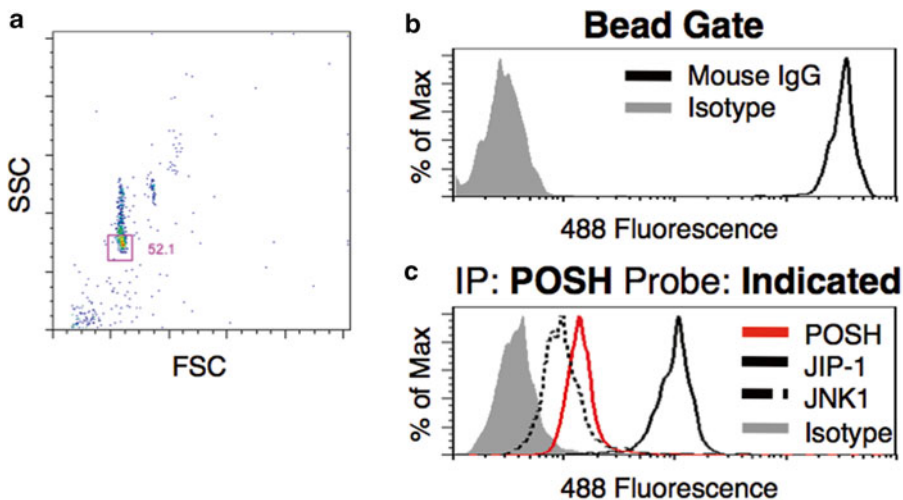 a
SSC
52.1
FSC
b
Bead Gate
% of Max
Mouse IgG
Isotype
488 Fluorescence
c
IP: POSH Probe: Indicated
% of Max
POSH
JIP-1
JNK1
Isotype
488 Fluorescence